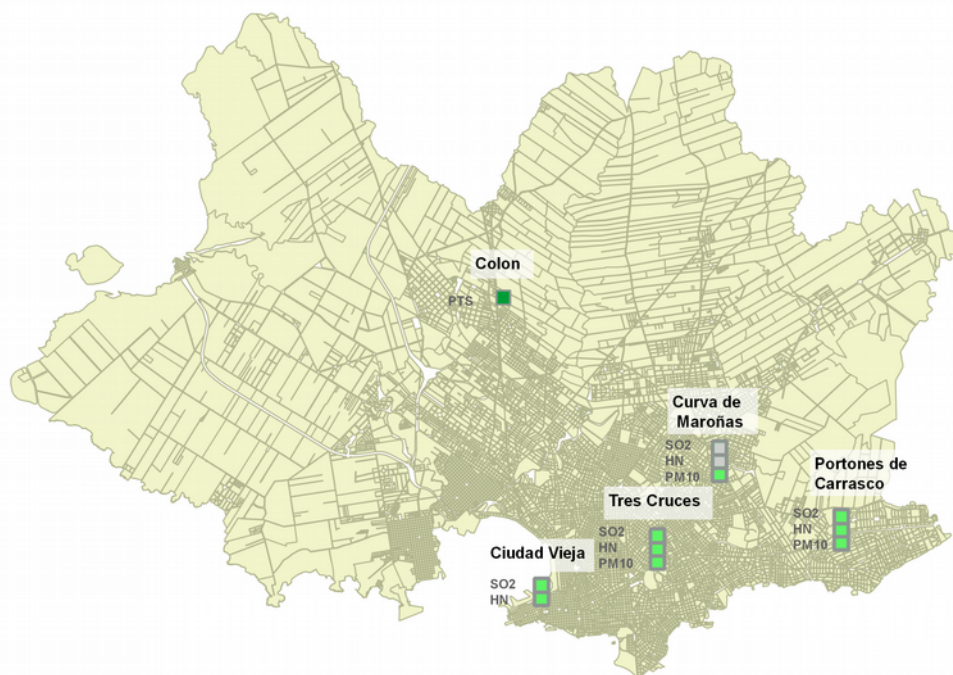 Colon
PTS
Curva de
Maroñas
SO2
HN
PM10
Portones de
Carrasco
SO2
HN
PM10
Tres Cruces
SO2
HN
PM10
Ciudad Vieja
SO2
HN